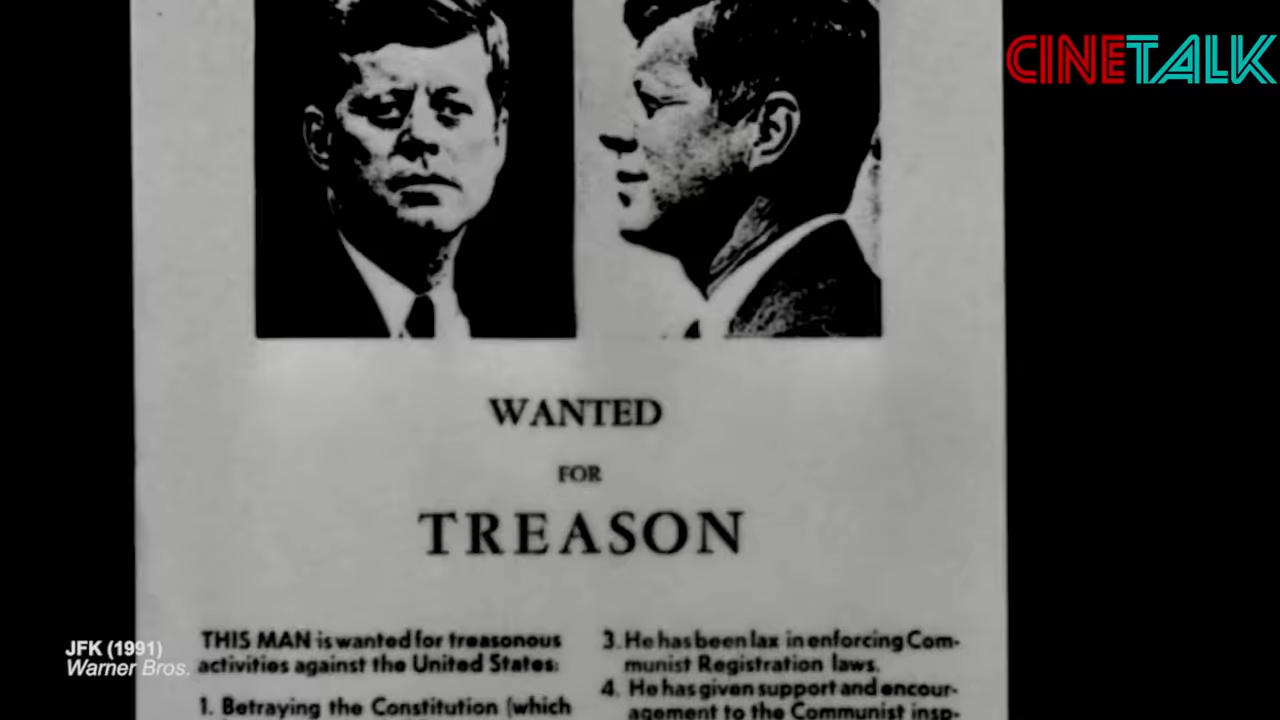 CINETALK
WANTED
FOR
TREASON
THIS MAN is wanted for treasonous
activities against the United States:
1. Betraying the Constitution (which
3. He has been lax in enforcing Com-
munist Registration laws.
4. He has given support and encour-
agement to the Communist insp-
JFK (1991)
Warner Bros.